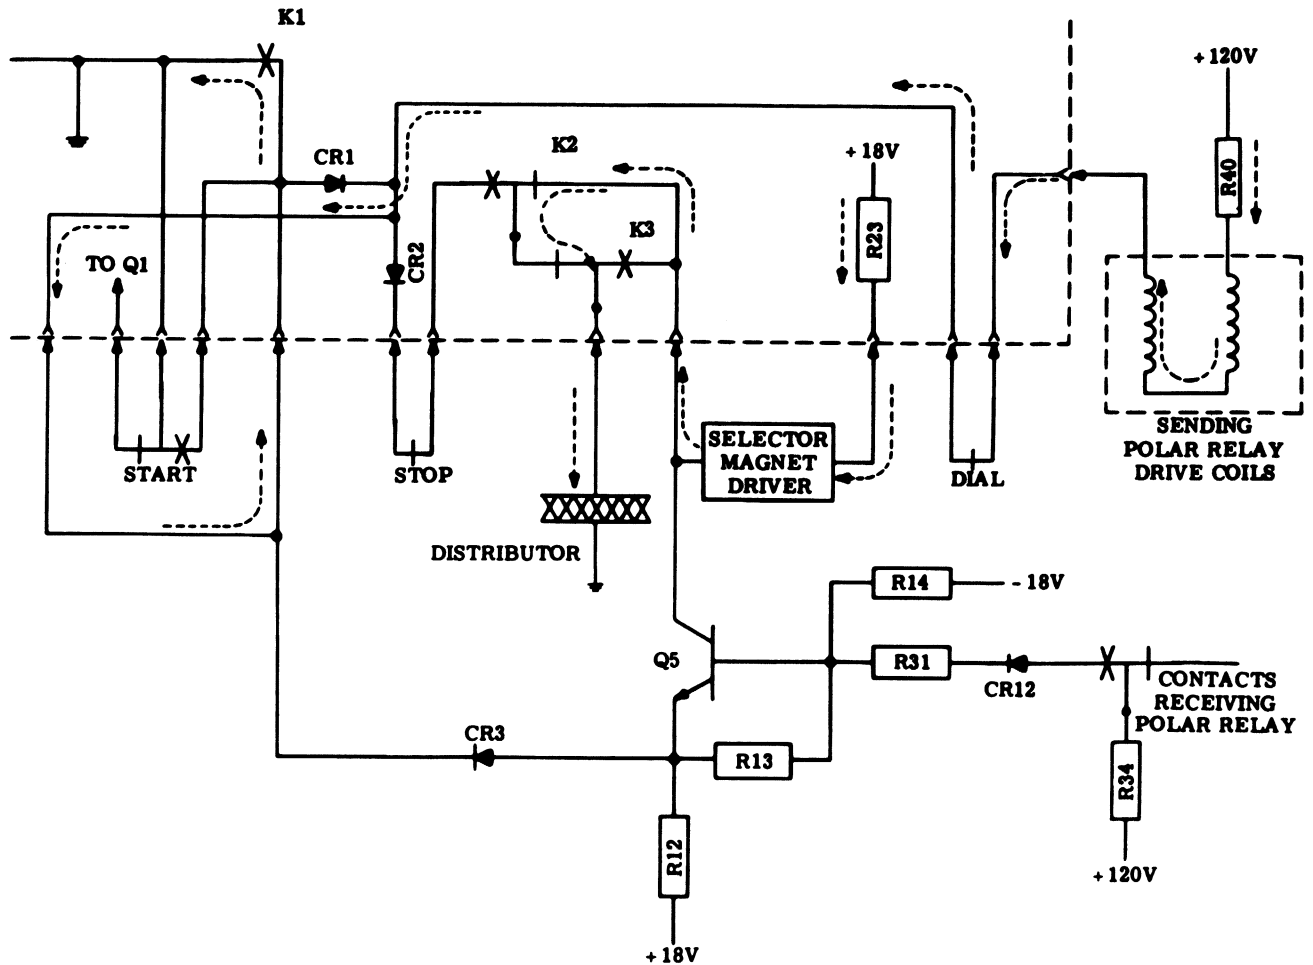 K1
+120V
K2
+18V
CR1
R40
K3
R23
CR2
TO Q1
SENDING
POLAR RELAY
DRIVE COILS
SELECTOR
MAGNET
DRIVER
START
STOP
DIAL
DISTRIBUTOR
R14
- 18V
Q5
R31
CR12
CONTACTS
RECEIVING
POLAR RELAY
CR3
R13
R34
R12
+120V
+18V